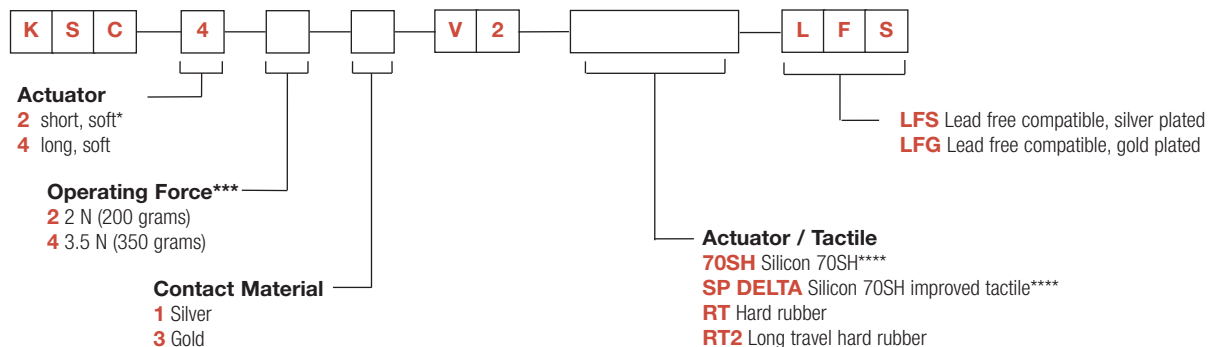 K S C 4 V 2 L F S
Actuator
2 short, soft*
4 long, soft
LFS Lead free compatible, silver plated
LFG Lead free compatible, gold plated
Operating Force***
2 2 N (200 grams)
4 3.5 N (350 grams)
Actuator / Tactile
70SH Silicon 70SH****
SP DELTA Silicon 70SH improved tactile****
RT Hard rubber
RT2 Long travel hard rubber
Contact Material
1 Silver
3 Gold